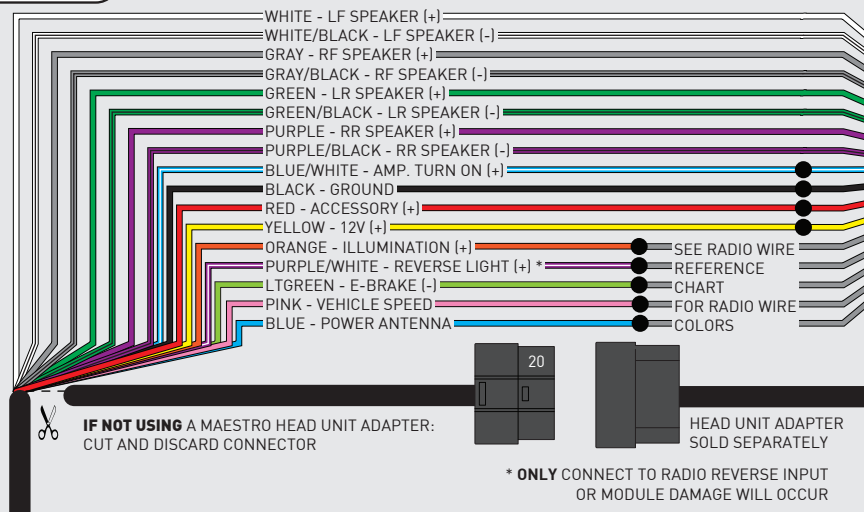 WHITE - LF SPEAKER (+)
WHITE/BLACK - LF SPEAKER (-)
GRAY - RF SPEAKER (+)
GRAY/BLACK - RF SPEAKER (-)
GREEN - LR SPEAKER (+)
GREEN/BLACK - LR SPEAKER (-)
PURPLE - RR SPEAKER (+)
PURPLE/BLACK - RR SPEAKER (-)
BLUE/WHITE - AMP. TURN ON (+)
BLACK - GROUND
RED - ACCESSORY (+)
YELLOW - 12V (+)
ORANGE - ILLUMINATION (+)
PURPLE/WHITE - REVERSE LIGHT (+) *
LTGREEN - E-BRAKE (-)
PINK - VEHICLE SPEED
BLUE - POWER ANTENNA
SEE RADIO WIRE
REFERENCE
CHART
FOR RADIO WIRE
COLORS
20
IF NOT USING A MAESTRO HEAD UNIT ADAPTER:
CUT AND DISCARD CONNECTOR
HEAD UNIT ADAPTER
SOLD SEPARATELY
* ONLY CONNECT TO RADIO REVERSE INPUT
OR MODULE DAMAGE WILL OCCUR